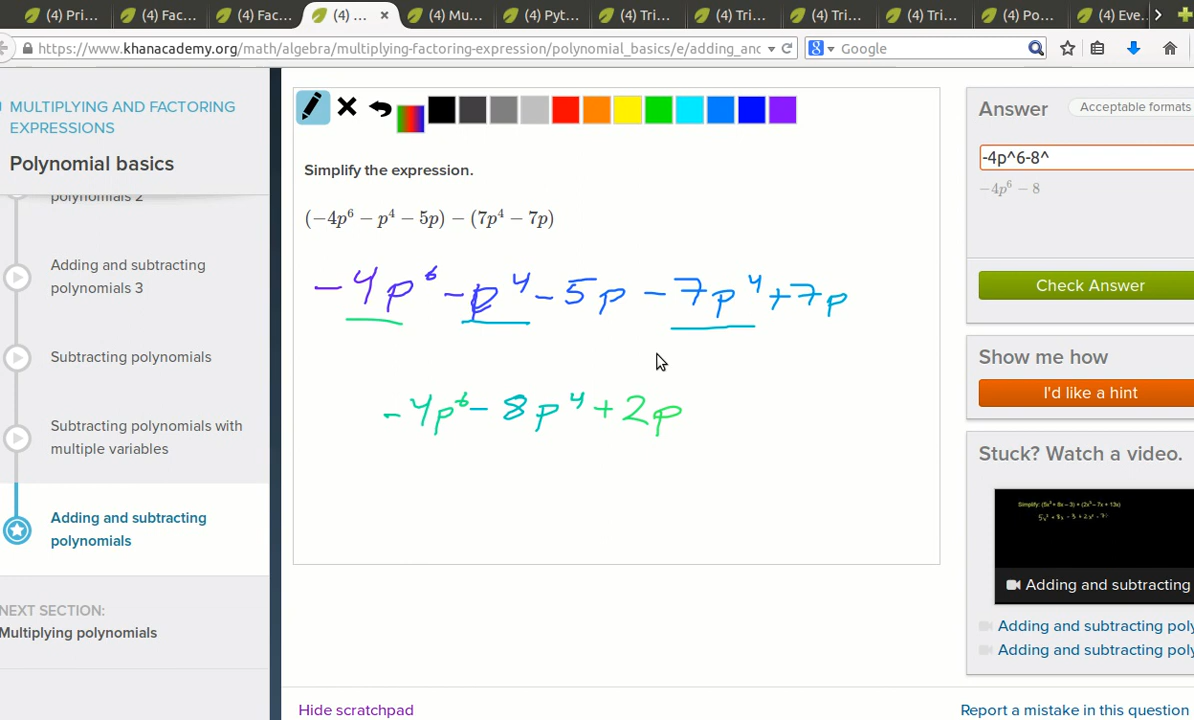 (4) Pri...
(4) Fac...
(4) Fac...
(4) ...
(4) Mu...
(4) Pyt...
(4) Tri...
(4) Tri...
(4) Tri...
(4) Tri...
(4) Po...
(4) Eve...
https://www.khanacademy.org/math/algebra/multiplying-factoring-expression/polynomial_basics/e/adding_anc
Google
MULTIPLYING AND FACTORING
EXPRESSIONS
Polynomial basics
polynomials 2
Adding and subtracting
polynomials 3
Subtracting polynomials
Subtracting polynomials with
multiple variables
Adding and subtracting
polynomials
NEXT SECTION:
Multiplying polynomials
Simplify the expression.
(−4p⁶ − p⁴ − 5p) − (7p⁴ − 7p)
-4p⁶ - p⁴ - 5p - 7p⁴ + 7p
-4p⁶ - 8p⁴ + 2p
Hide scratchpad
Answer
Acceptable formats
-4p^6-8^
−4p⁶ − 8
Check Answer
Show me how
I'd like a hint
Stuck? Watch a video.
Adding and subtracting
Adding and subtracting poly
Adding and subtracting poly
Report a mistake in this question